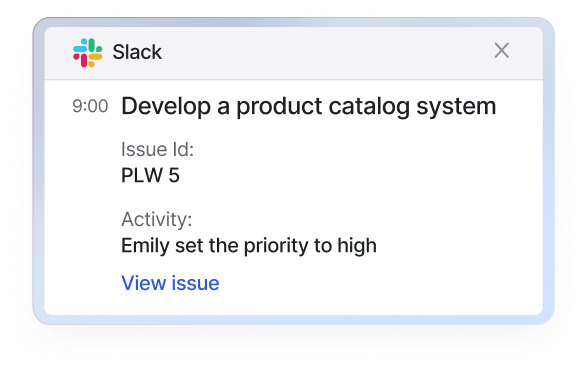 Slack
9:00 Develop a product catalog system
Issue Id:
PLW 5
Activity:
Emily set the priority to high
View issue